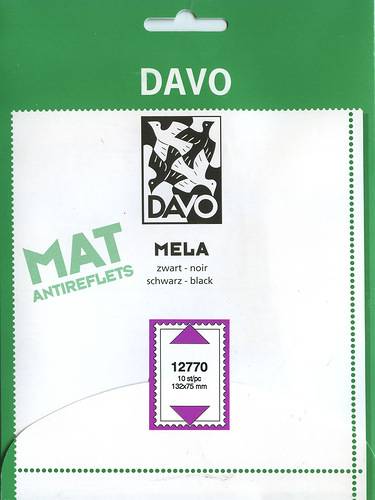 DAVO
DAVO
MAT
ANTIREFLETS
MELA
zwart - noir
schwarz - black
12770
10 st/pc
132x75 mm